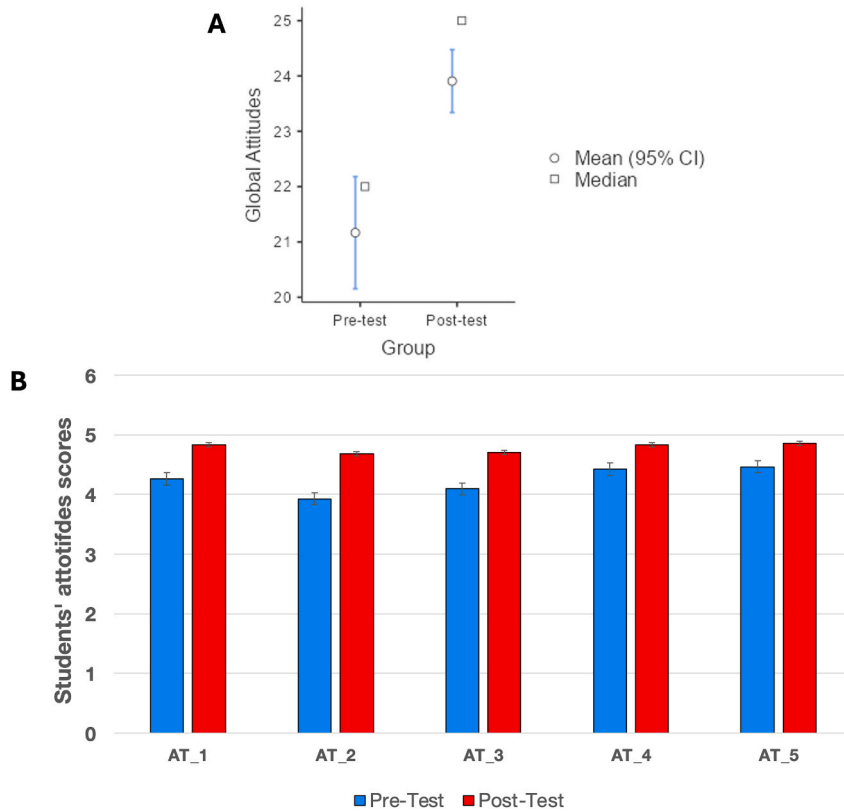 A
25
24
23
22
21
20
Global Attitudes
Pre-test Post-test
Group
Mean (95% CI)
Median
B
6
5
4
3
2
1
0
Students' attotifdes scores
AT_1 AT_2 AT_3 AT_4 AT_5
Pre-Test Post-Test